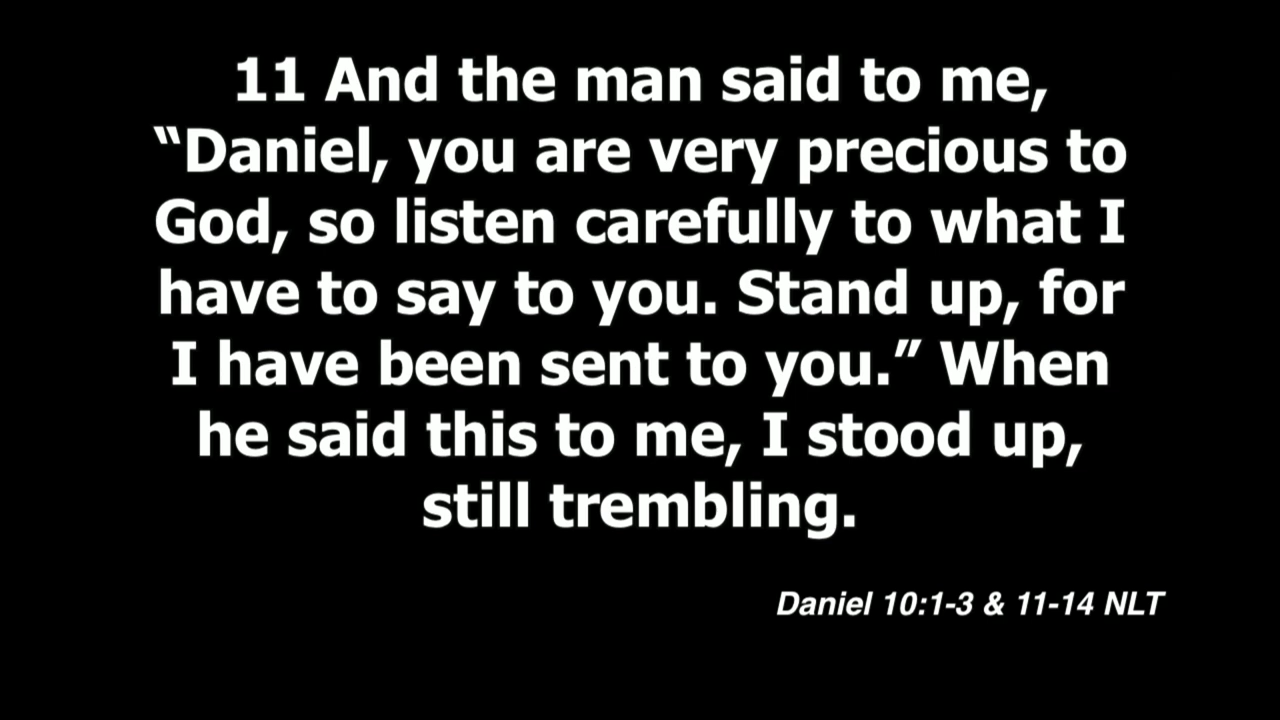 11 And the man said to me,
“Daniel, you are very precious to
God, so listen carefully to what I
have to say to you. Stand up, for
I have been sent to you.” When
he said this to me, I stood up,
still trembling.
Daniel 10:1-3 & 11-14 NLT